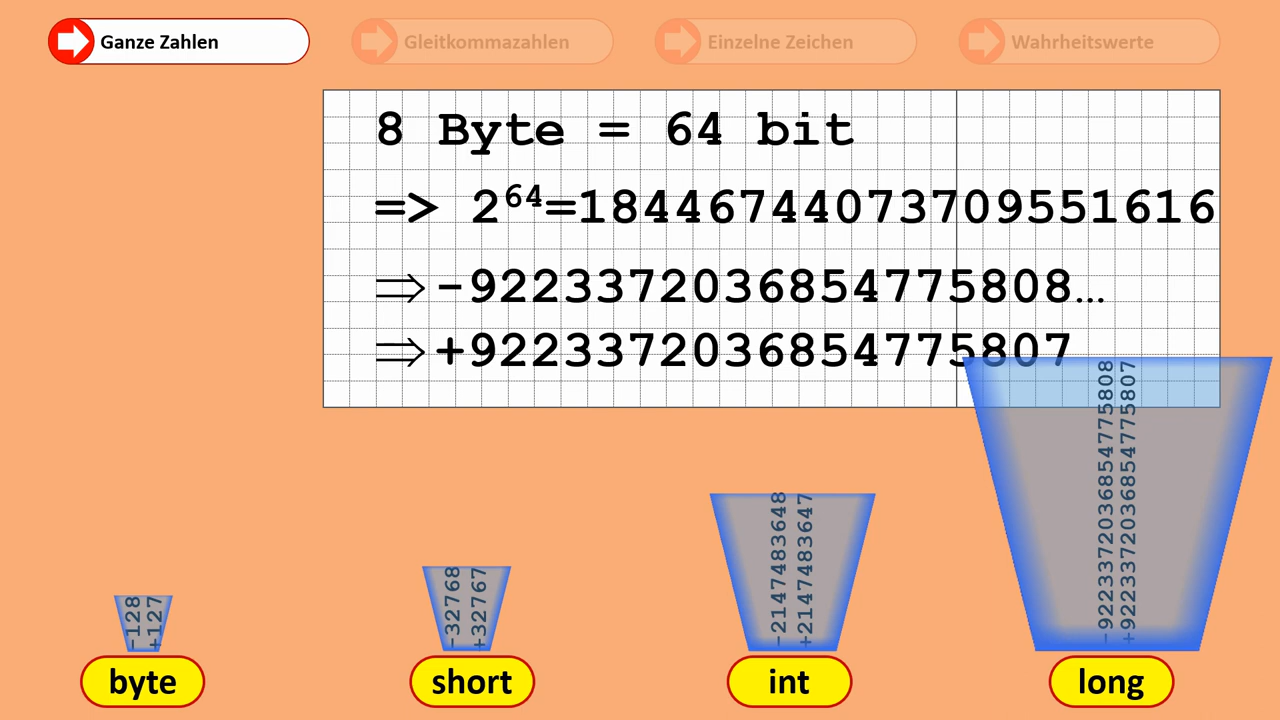 Ganze Zahlen
Gleitkommazahlen
Einzelne Zeichen
Wahrheitswerte
8 Byte = 64 bit
=> 2⁶⁴=18446744073709551616
⇒-9223372036854775808…
⇒+9223372036854775807
-128
+127
-32768
+32767
-2147483648
+2147483647
-9223372036854775808
+9223372036854775807
byte
short
int
long